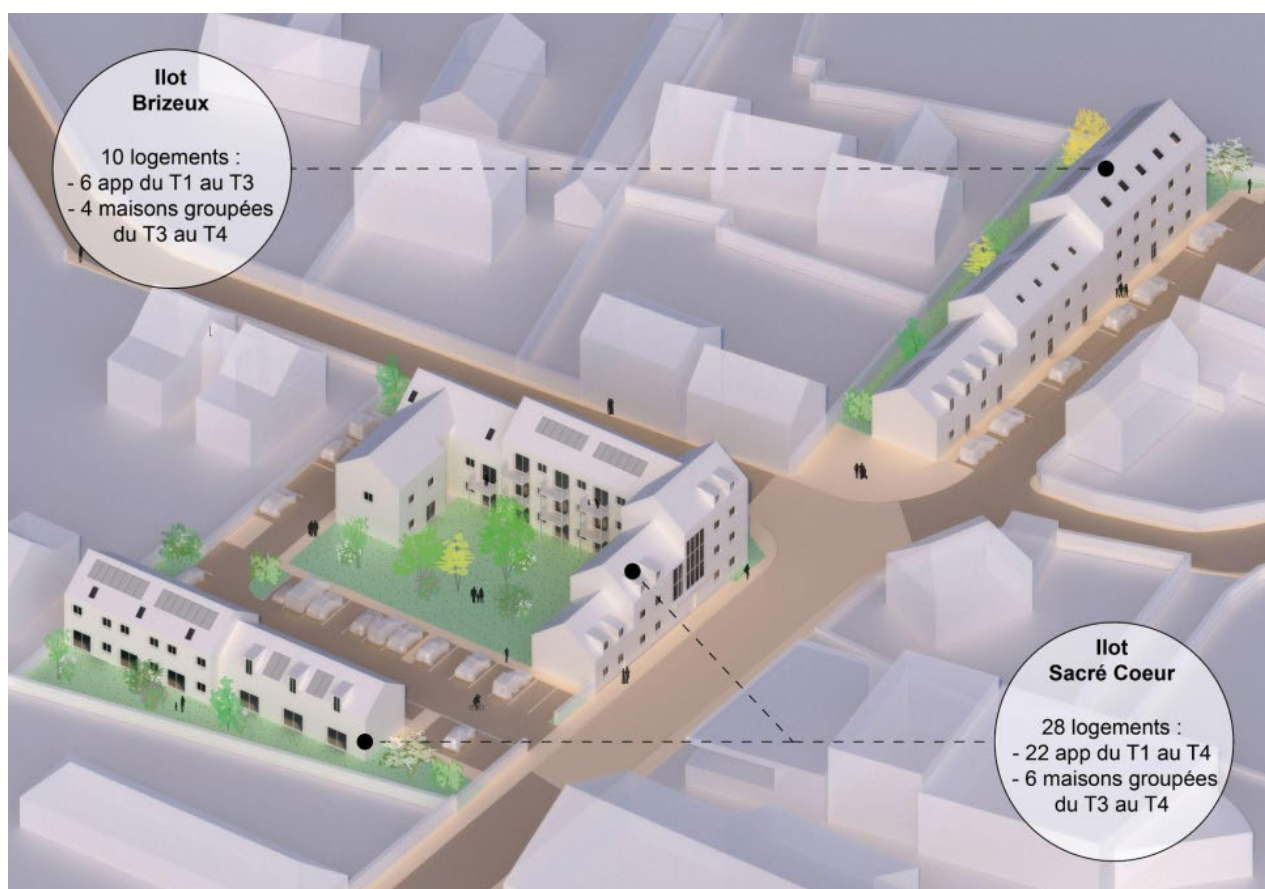 Ilot
Brizeux
10 logements :
- 6 app du T1 au T3
- 4 maisons groupées
du T3 au T4
Ilot
Sacré Coeur
28 logements :
- 22 app du T1 au T4
- 6 maisons groupées
du T3 au T4